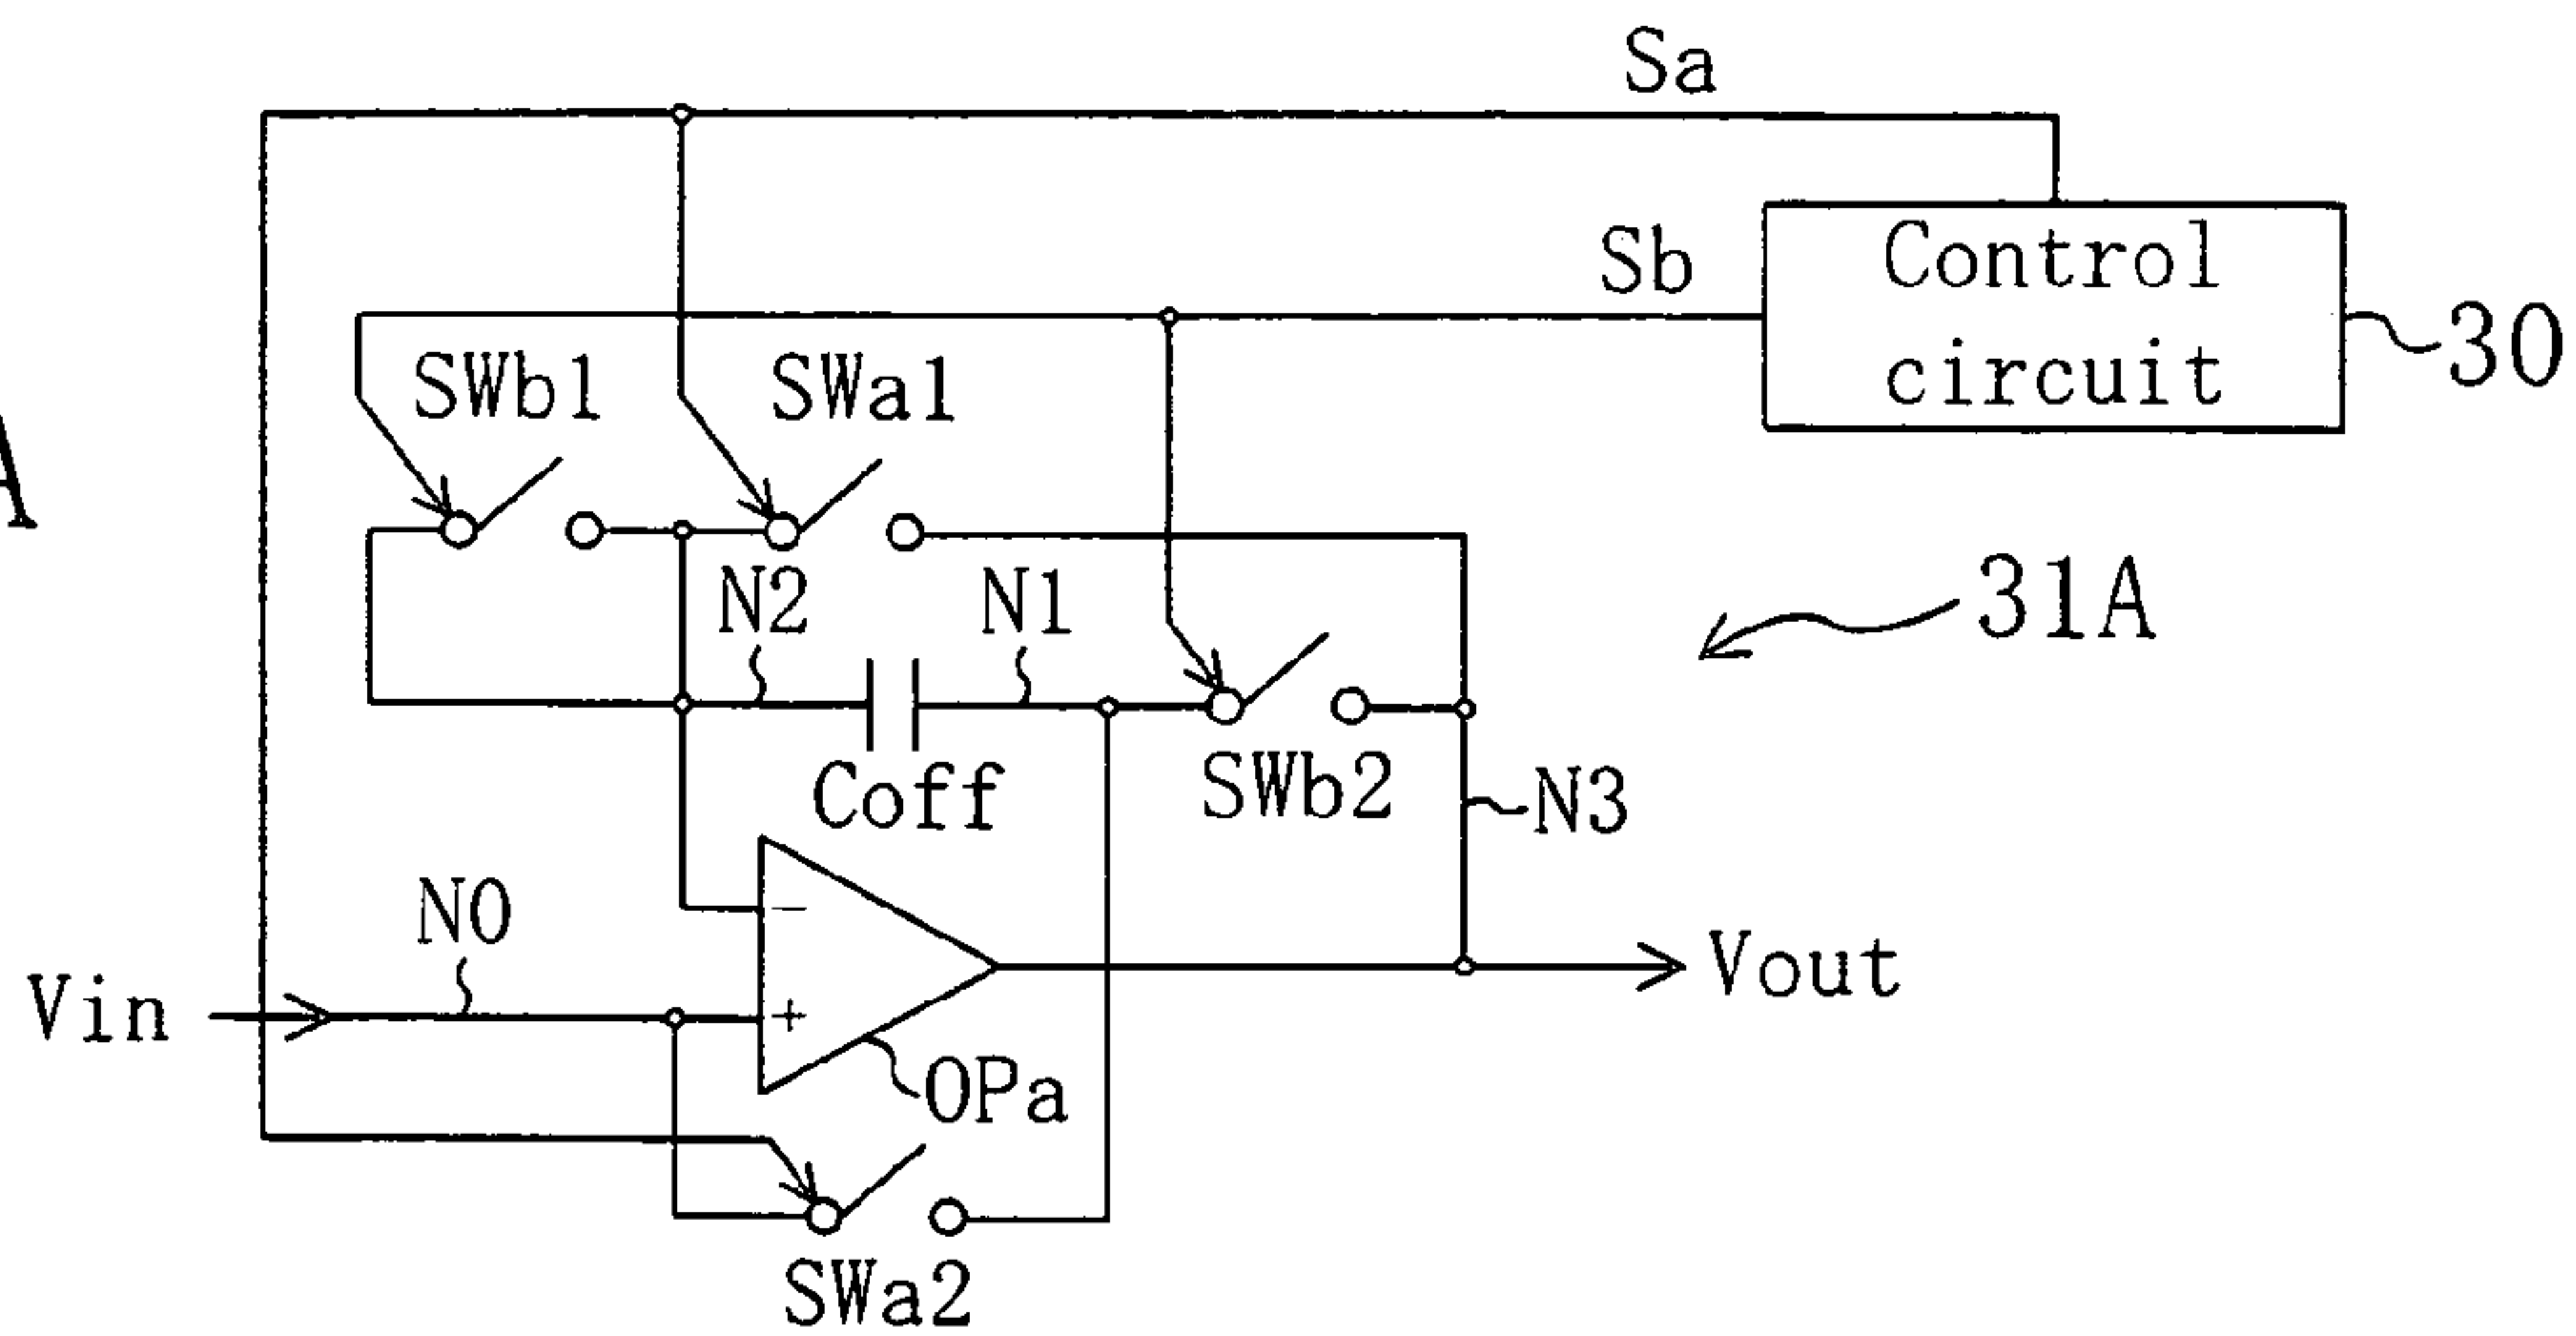 Sa
Sb
Control
circuit
30
SWb1
SWa1
A
N2
N1
31A
Coff
SWb2
N3
N0
−
Vin
+
Vout
OPa
SWa2